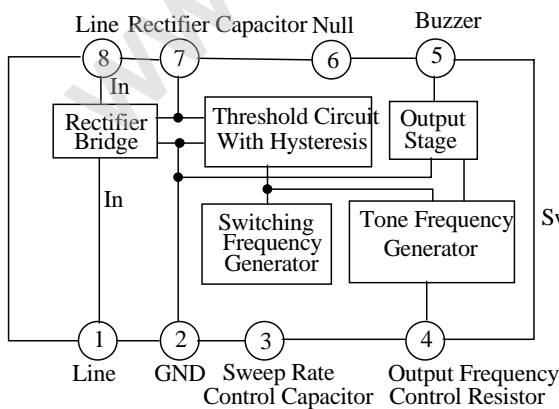 Line Rectifier Capacitor Null Buzzer
8 7 6 5
In
Rectifier
Bridge
Threshold Circuit
With Hysteresis
Output
Stage
In
Switching
Frequency
Generator
Tone Frequency
Generator
Sw
1 2 3 4
Line GND Sweep Rate
Control Capacitor
Output Frequency
Control Resistor